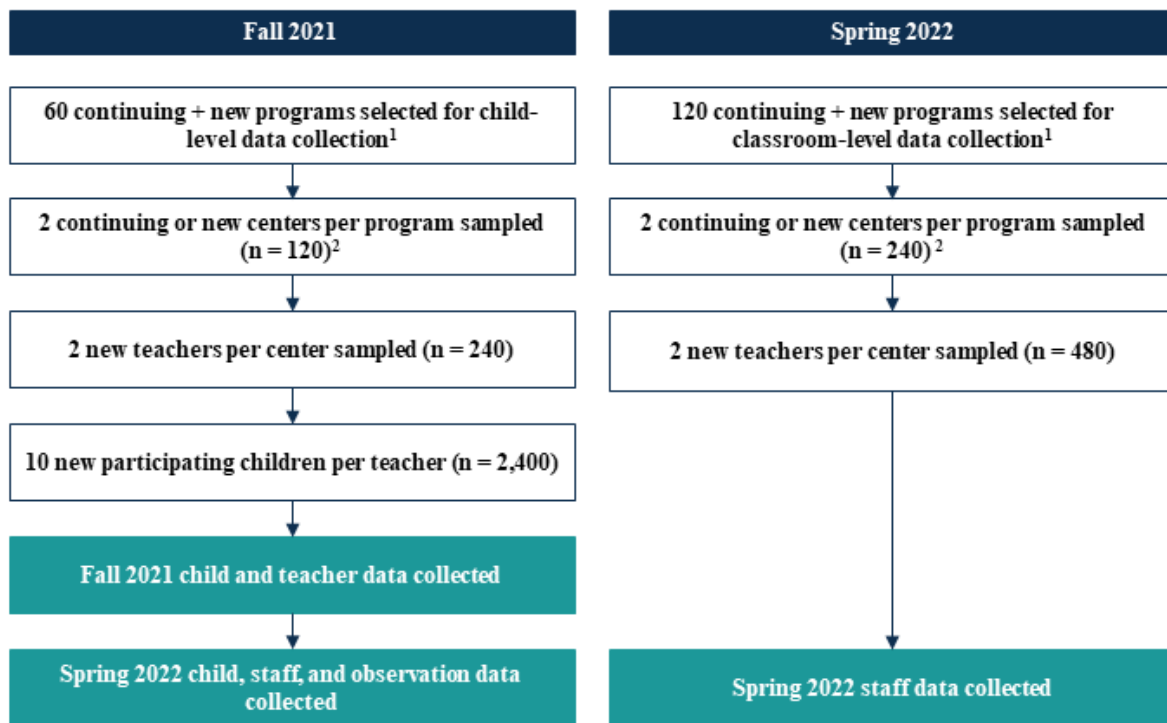 Fall 2021
60 continuing + new programs selected for child-
level data collection¹
2 continuing or new centers per program sampled
(n = 120)²
2 new teachers per center sampled (n = 240)
10 new participating children per teacher (n = 2,400)
Fall 2021 child and teacher data collected
Spring 2022 child, staff, and observation data
collected
Spring 2022
120 continuing + new programs selected for
classroom-level data collection¹
2 continuing or new centers per program sampled
(n = 240) ²
2 new teachers per center sampled (n = 480)
Spring 2022 staff data collected